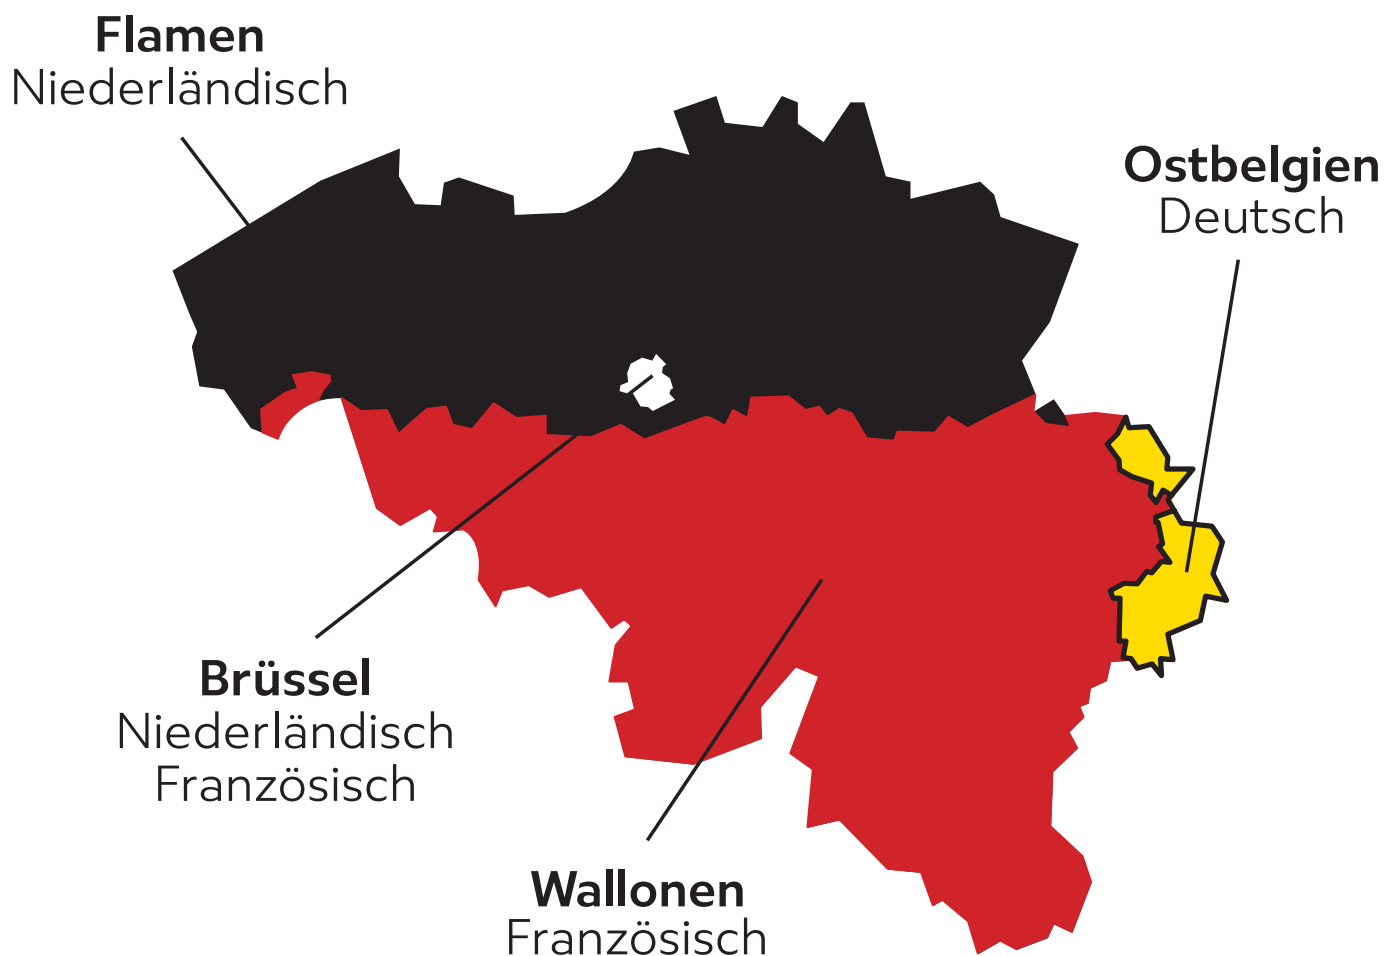 Flamen
Niederländisch
Ostbelgien
Deutsch
Brüssel
Niederländisch
Französisch
Wallonen
Französisch